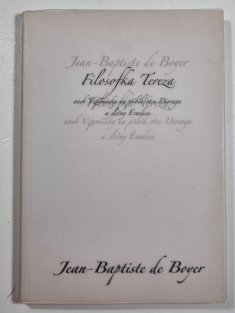 Jean-Baptiste de Boyer
Filosofka Tereza
aneb Vzpomínky na příběh otce Dirraga
a slečny Eradice
aneb Vzpomínky na příběh otce Dirraga
a slečny Eradice
Jean-Baptiste de Boyer